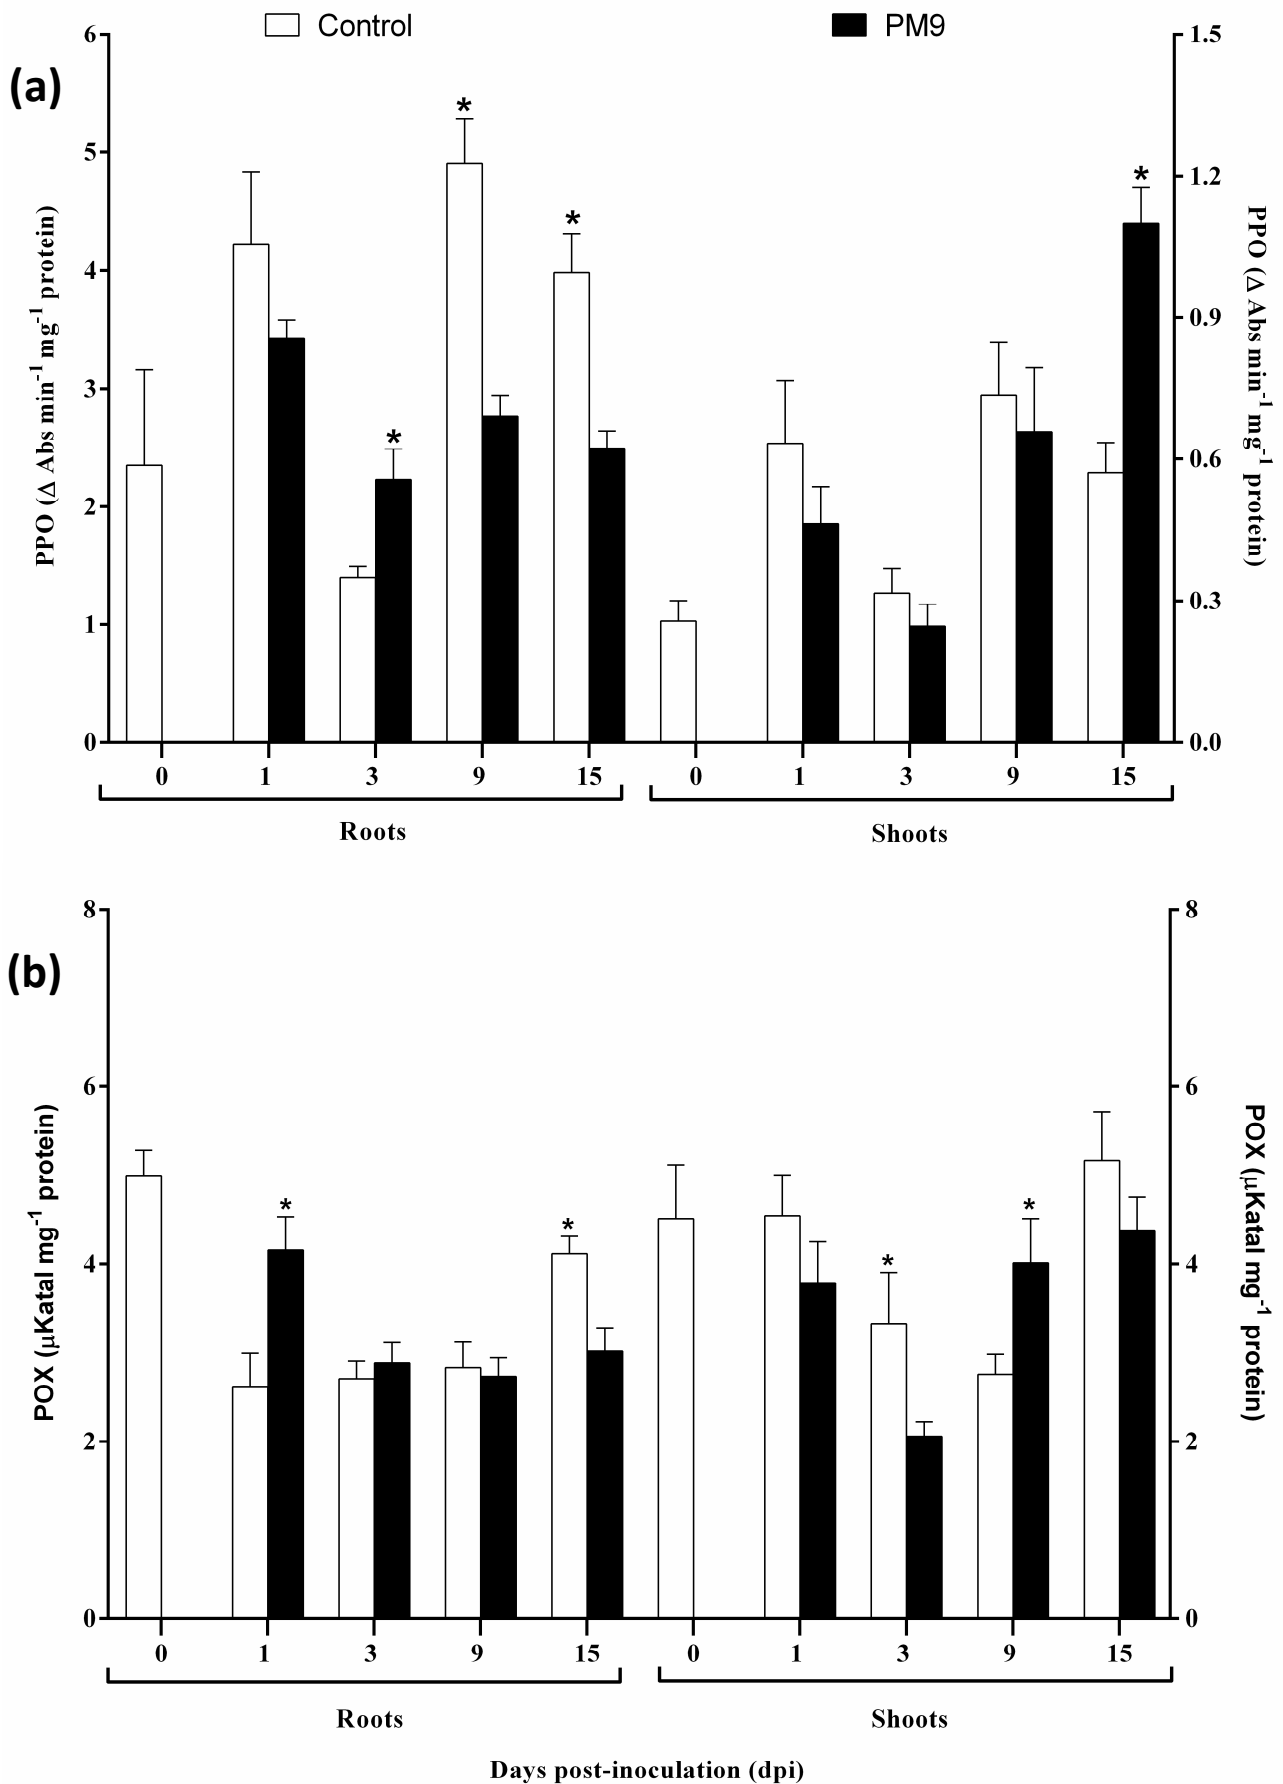 Control PM9
(a)
6
5
4
3
2
1
0
PPO (Δ Abs min⁻¹ mg⁻¹ protein)
1.5
1.2
0.9
0.6
0.3
0.0
PPO (Δ Abs min⁻¹ mg⁻¹ protein)
* * * *
0 1 3 9 15 0 1 3 9 15
Roots Shoots
(b)
8
6
4
2
0
POX (μKatal mg⁻¹ protein)
8
6
4
2
0
POX (μKatal mg⁻¹ protein)
* * * *
0 1 3 9 15 0 1 3 9 15
Roots Shoots
Days post-inoculation (dpi)